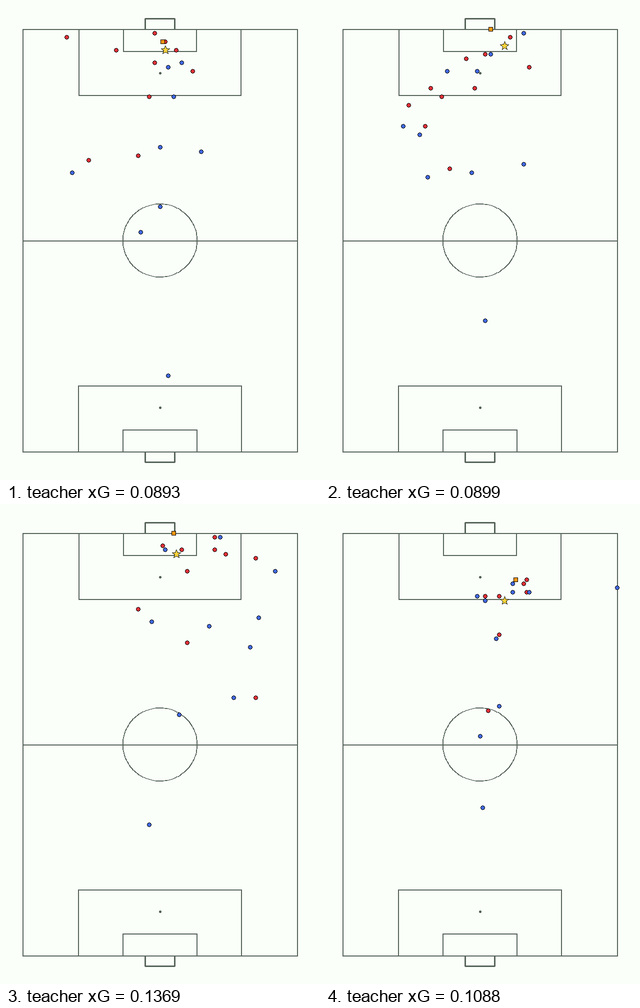 1. teacher xG = 0.0893
2. teacher xG = 0.0899
3. teacher xG = 0.1369
4. teacher xG = 0.1088